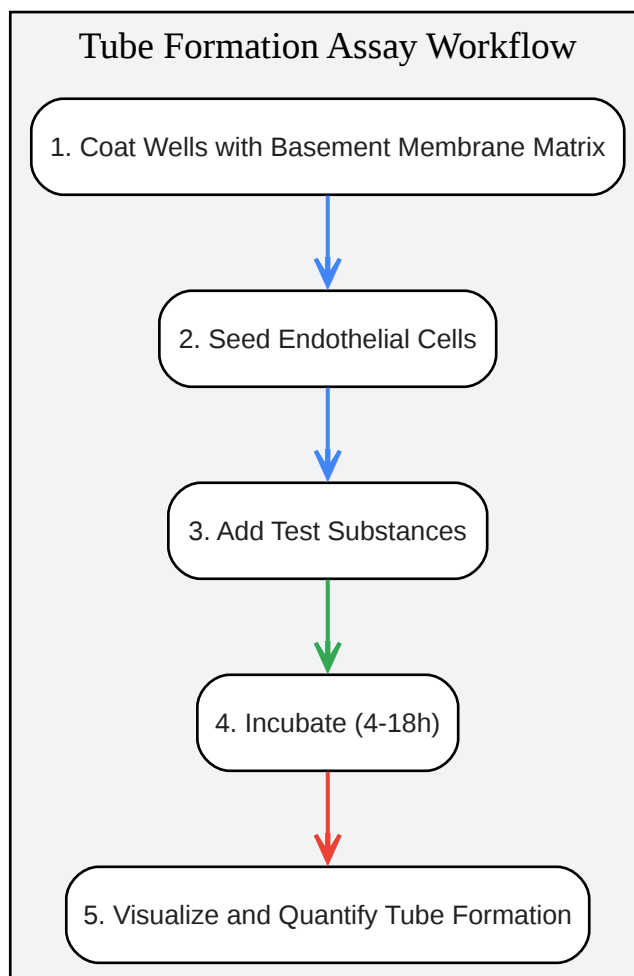 Tube Formation Assay Workflow
1. Coat Wells with Basement Membrane Matrix
2. Seed Endothelial Cells
3. Add Test Substances
4. Incubate (4-18h)
5. Visualize and Quantify Tube Formation